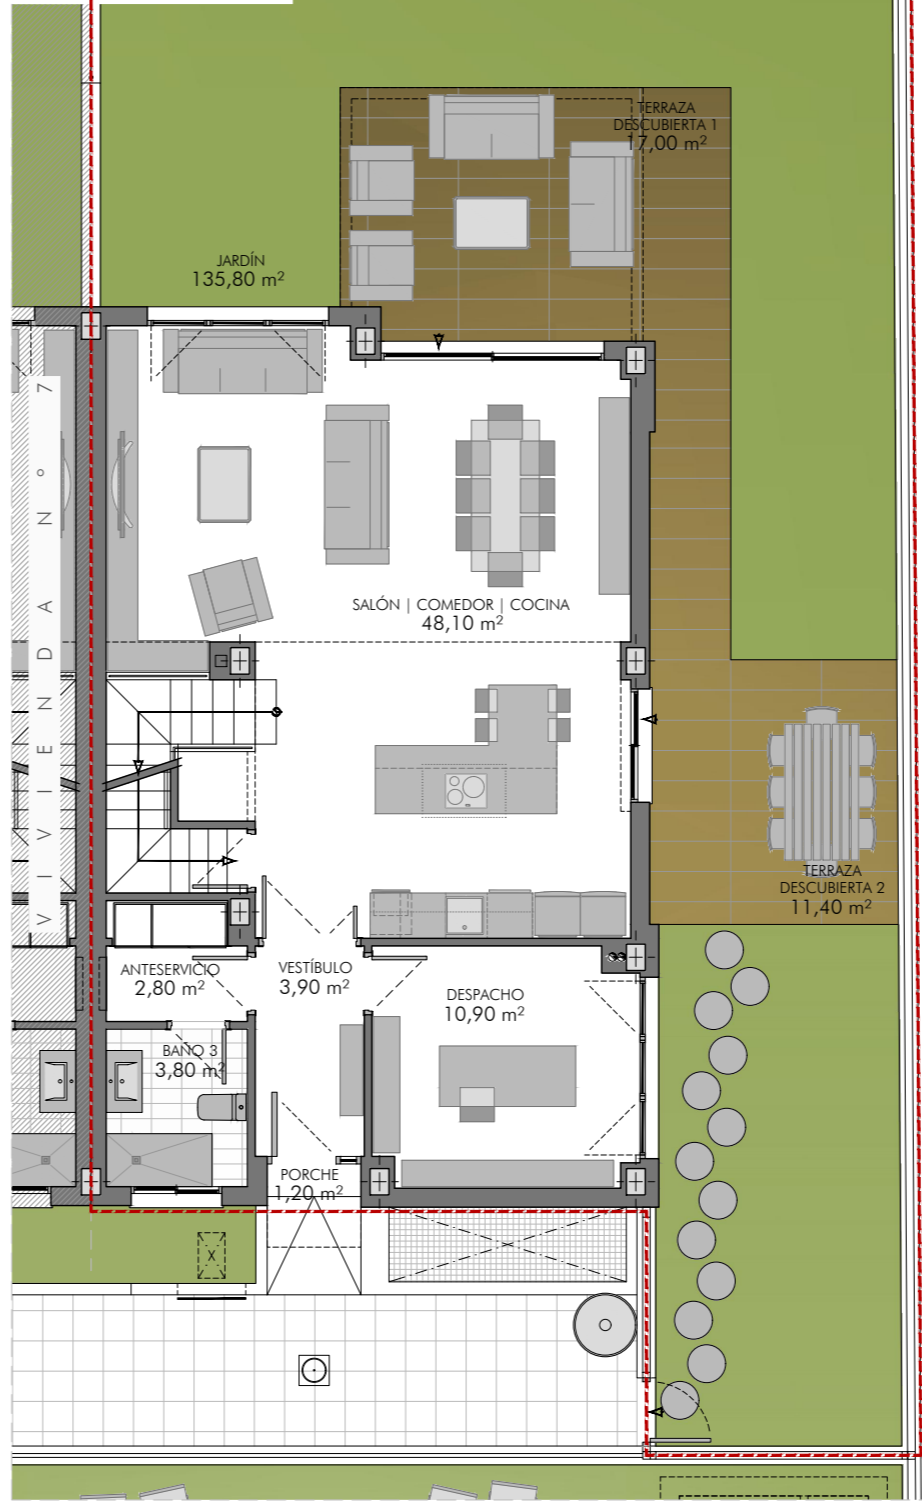 TERRAZA
DESCUBIERTA 1
17,00 m²
JARDÍN
135,80 m²
VIVIENDA Nº 7
SALÓN | COMEDOR | COCINA
48,10 m²
TERRAZA
DESCUBIERTA 2
11,40 m²
ANTESERVICIO
2,80 m²
VESTÍBULO
3,90 m²
DESPACHO
10,90 m²
BAÑO 3
3,80 m²
PORCHE
1,20 m²
X